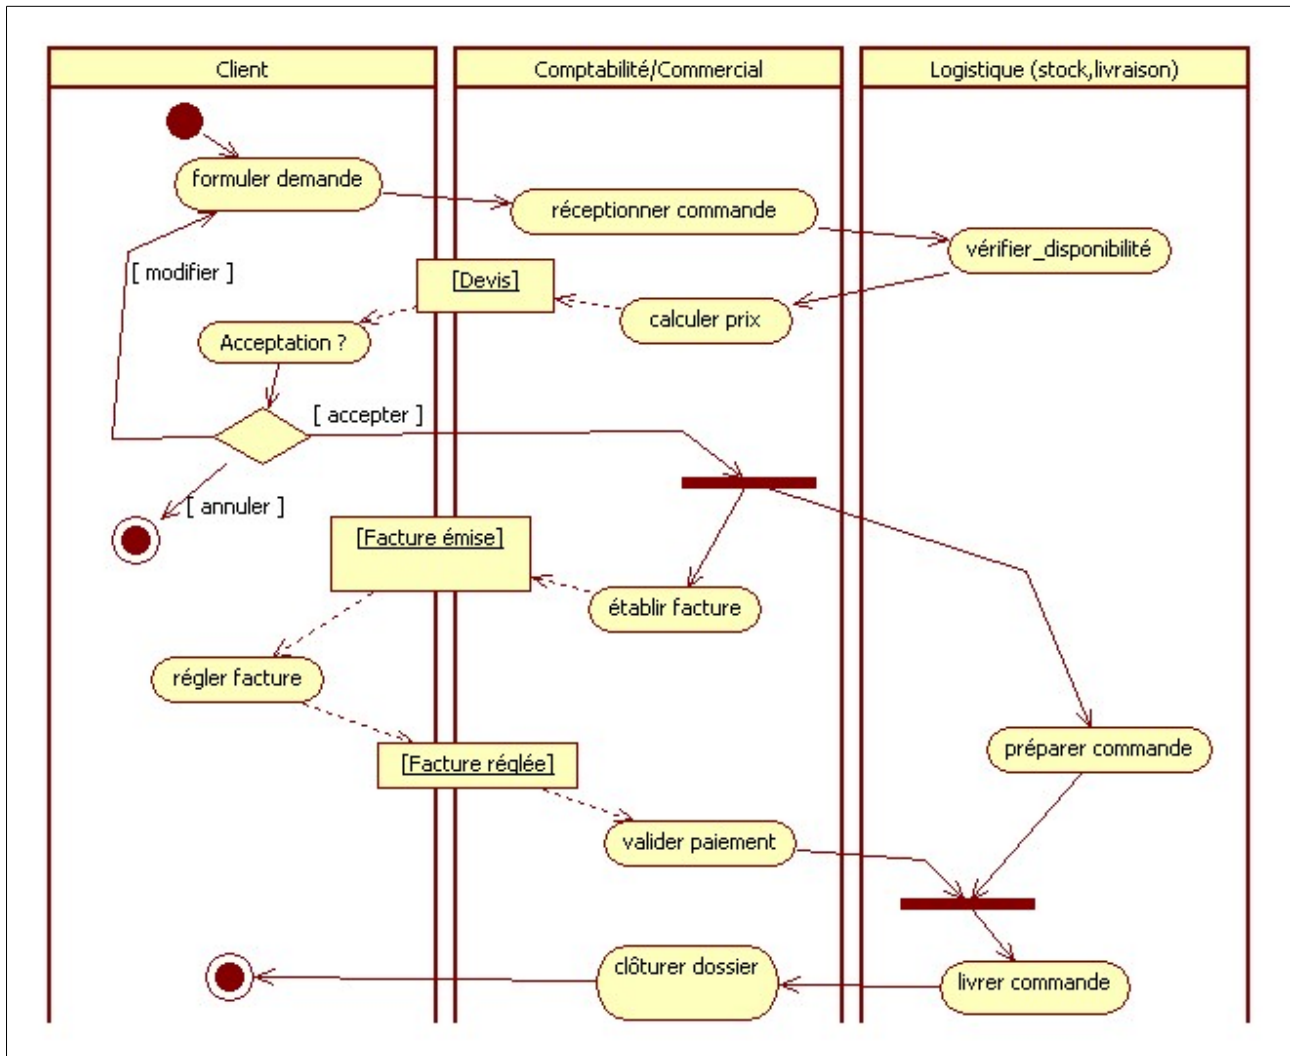 Client
Comptabilité/Commercial
Logistique (stock,livraison)
formuler demande
réceptionner commande
vérifier_disponibilité
[ modifier ]
[Devis]
calculer prix
Acceptation ?
[ accepter ]
[ annuler ]
[Facture émise]
établir facture
régler facture
préparer commande
[Facture réglée]
valider paiement
clôturer dossier
livrer commande